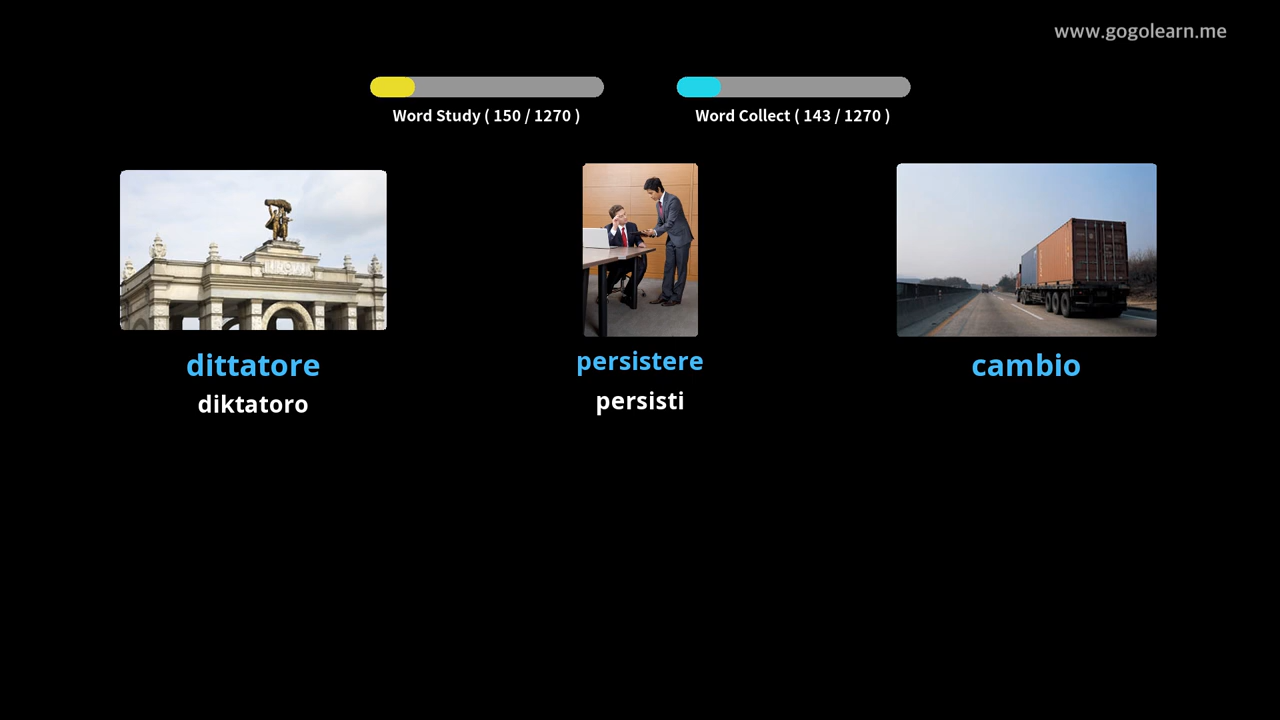 www.gogolearn.me
Word Study ( 150 / 1270 )
Word Collect ( 143 / 1270 )
dittatore
diktatoro
persistere
persisti
cambio